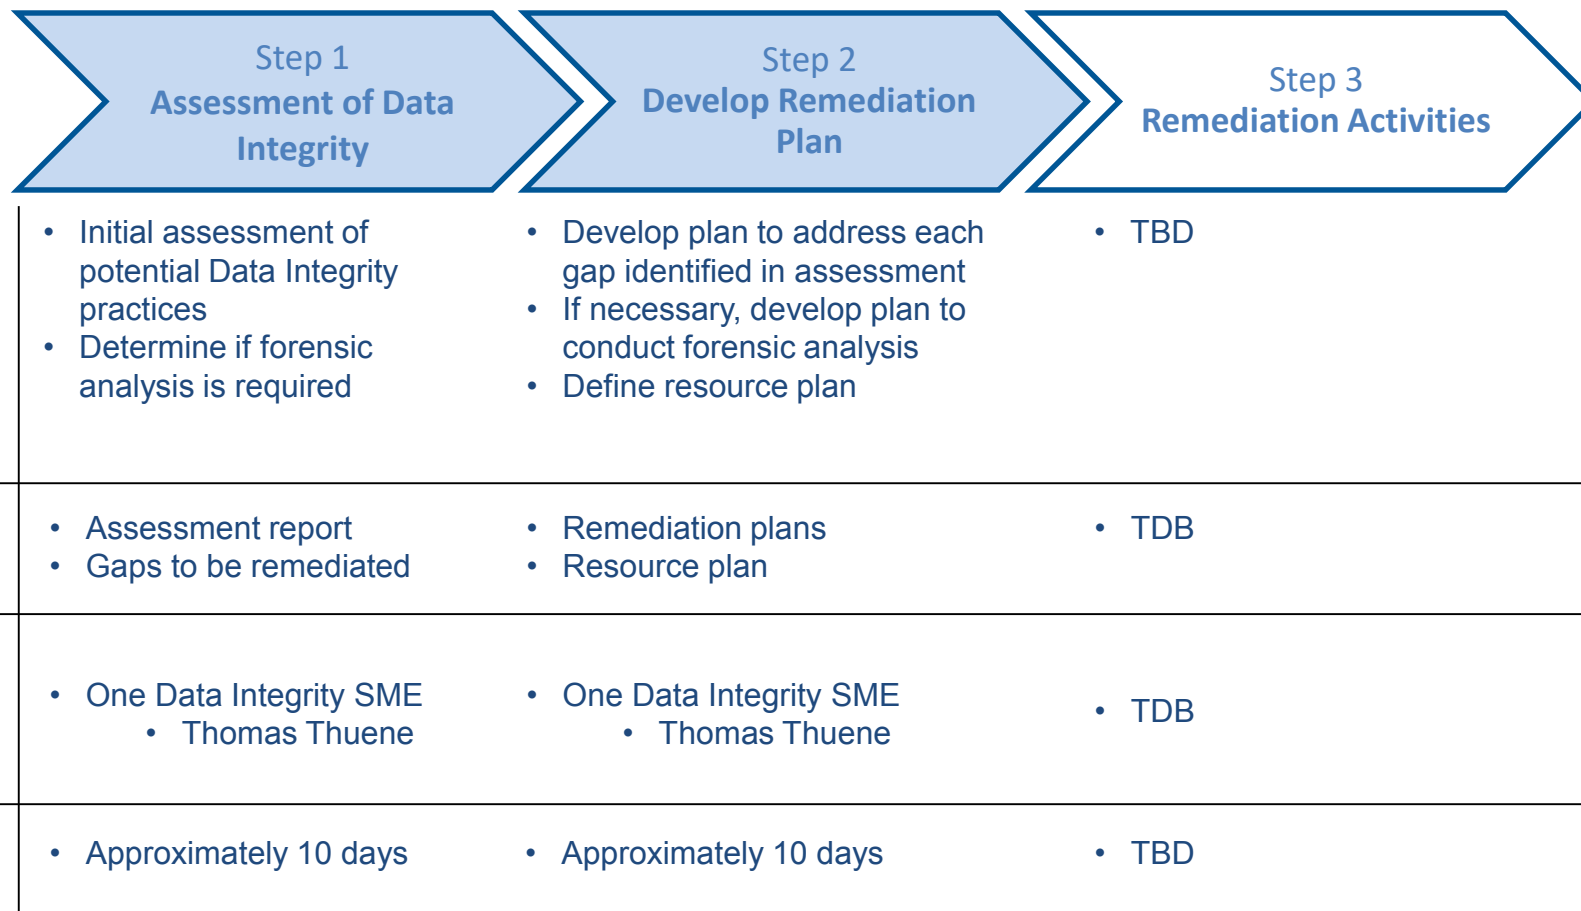 Step 1
Assessment of Data
Integrity
Step 2
Develop Remediation
Plan
Step 3
Remediation Activities
• Initial assessment of
potential Data Integrity
practices
• Determine if forensic
analysis is required
• Develop plan to address each
gap identified in assessment
• If necessary, develop plan to
conduct forensic analysis
• Define resource plan
• TBD
• Assessment report
• Gaps to be remediated
• Remediation plans
• Resource plan
• TDB
• One Data Integrity SME
• Thomas Thuene
• One Data Integrity SME
• Thomas Thuene
• TDB
• Approximately 10 days
• Approximately 10 days
• TBD